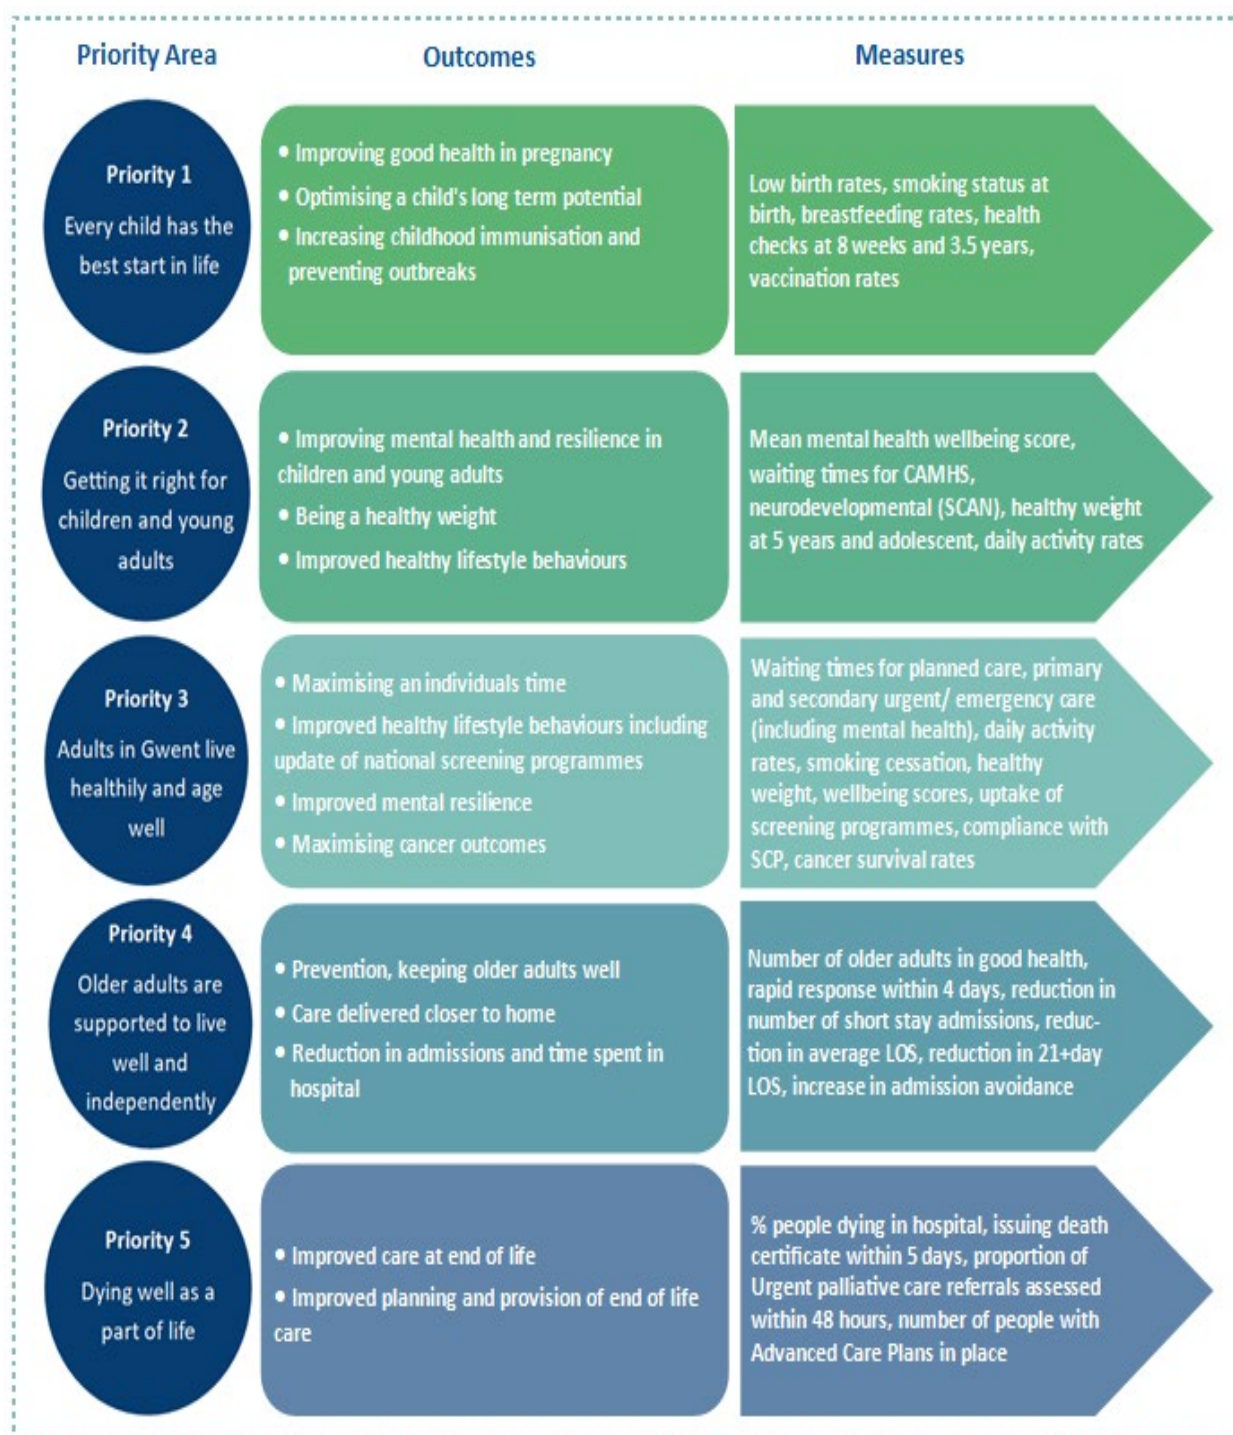 Priority Area
Outcomes
Measures
Priority 1
Every child has the
best start in life
• Improving good health in pregnancy
• Optimising a child's long term potential
• Increasing childhood immunisation and
preventing outbreaks
Low birth rates, smoking status at
birth, breastfeeding rates, health
checks at 8 weeks and 3.5 years,
vaccination rates
Priority 2
Getting it right for
children and young
adults
• Improving mental health and resilience in
children and young adults
• Being a healthy weight
• Improved healthy lifestyle behaviours
Mean mental health wellbeing score,
waiting times for CAMHS,
neurodevelopmental (SCAN), healthy weight
at 5 years and adolescent, daily activity rates
Priority 3
Adults in Gwent live
healthily and age
well
• Maximising an individuals time
• Improved healthy lifestyle behaviours including
update of national screening programmes
• Improved mental resilience
• Maximising cancer outcomes
Waiting times for planned care, primary
and secondary urgent/ emergency care
(including mental health), daily activity
rates, smoking cessation, healthy
weight, wellbeing scores, uptake of
screening programmes, compliance with
SCP, cancer survival rates
Priority 4
Older adults are
supported to live
well and
independently
• Prevention, keeping older adults well
• Care delivered closer to home
• Reduction in admissions and time spent in
hospital
Number of older adults in good health,
rapid response within 4 days, reduction in
number of short stay admissions, reduc-
tion in average LOS, reduction in 21+day
LOS, increase in admission avoidance
Priority 5
Dying well as a
part of life
• Improved care at end of life
• Improved planning and provision of end of life
care
% people dying in hospital, issuing death
certificate within 5 days, proportion of
Urgent palliative care referrals assessed
within 48 hours, number of people with
Advanced Care Plans in place